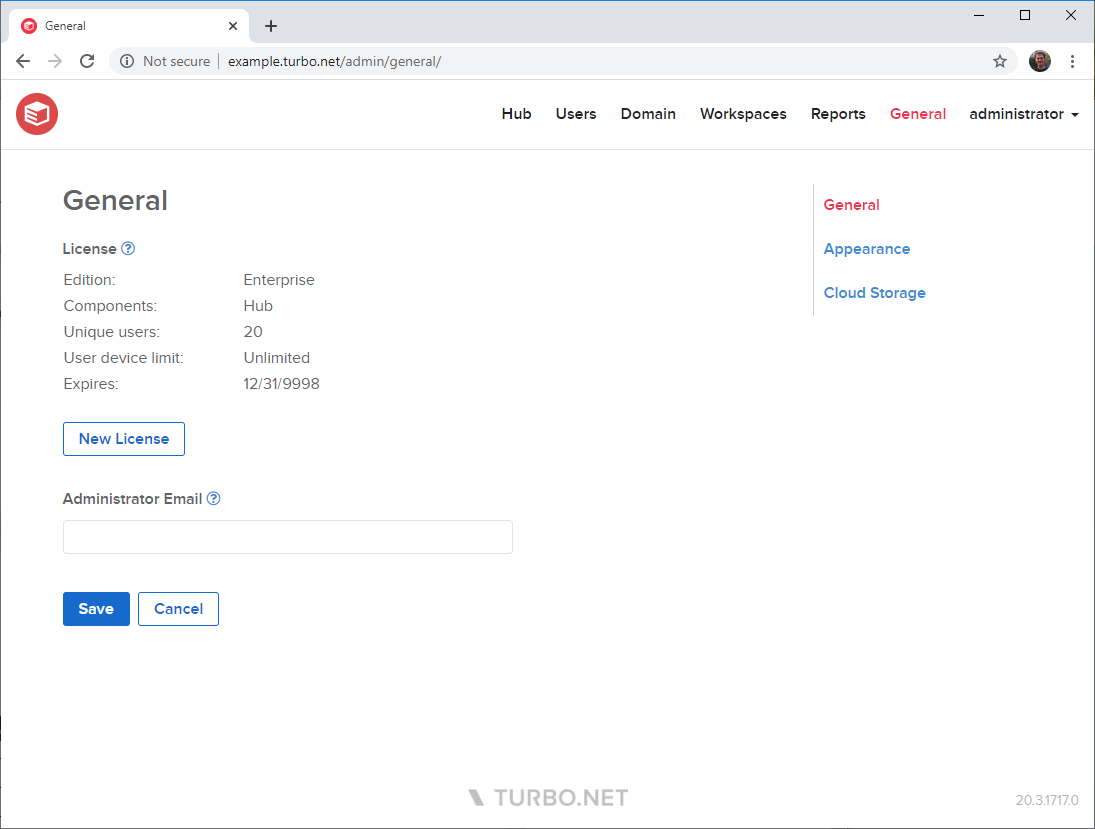 General
Not secure example.turbo.net/admin/general/
Hub Users Domain Workspaces Reports General administrator
General
License
Edition: Enterprise
Components: Hub
Unique users: 20
User device limit: Unlimited
Expires: 12/31/9998
New License
Administrator Email
Save Cancel
General
Appearance
Cloud Storage
TURBO.NET
20.3.1717.0